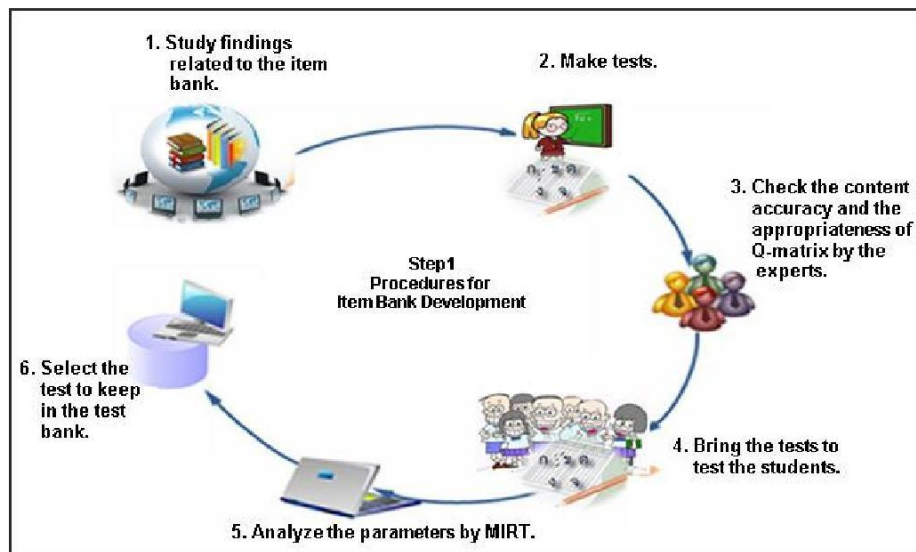 1. Study findings
related to the item
bank.
2. Make tests.
3. Check the content
accuracy and the
appropriateness of
Q-matrix by the
experts.
Step1
Procedures for
Item Bank Development
6. Select the
test to keep
in the test
bank.
4. Bring the tests to
test the students.
5. Analyze the parameters by MIRT.